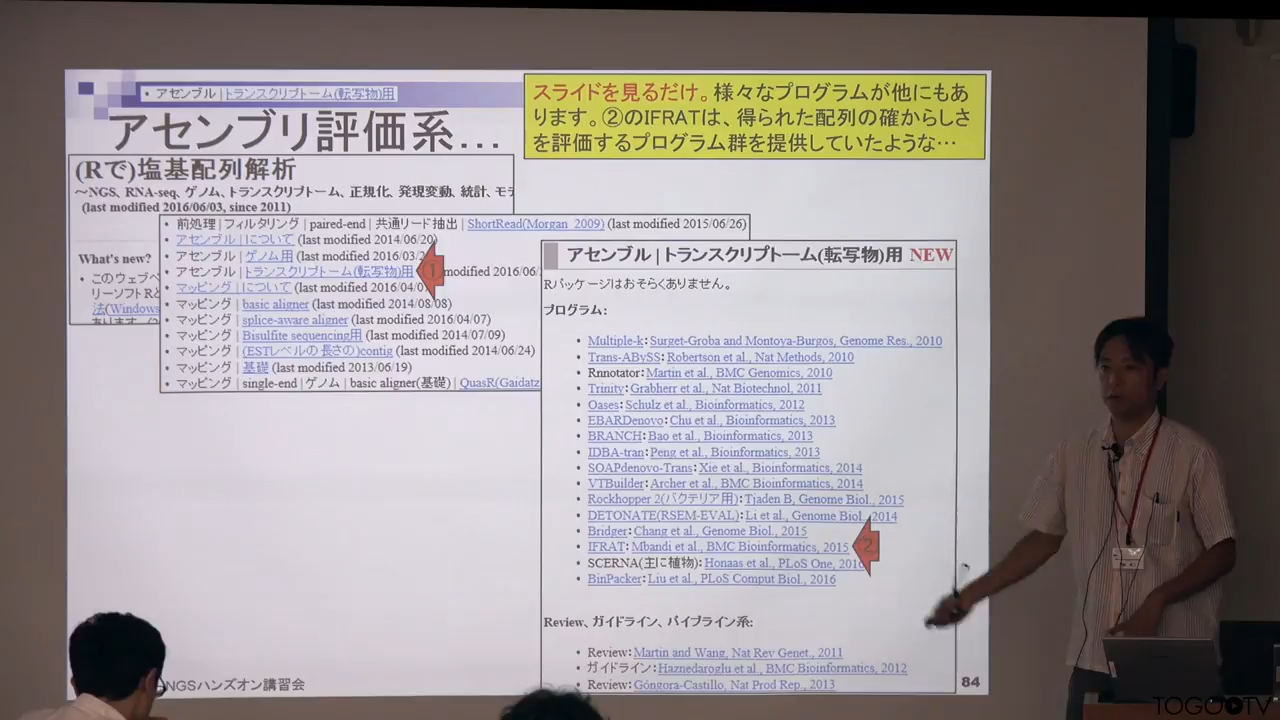 • アセンブル | トランスクリプトーム(転写物)用
アセンブリ評価系…
スライドを見るだけ。様々なプログラムが他にもあ
ります。②のIFRATは、得られた配列の確からしさ
を評価するプログラム群を提供していたような…
(Rで)塩基配列解析
～NGS、RNA-seq、ゲノム、トランスクリプトーム、正規化、発現変動、統計、モデ
(last modified 2016/06/03, since 2011)
What's new?
• このウェブペ
リーソフトRと
法(Windows
• 前処理 | フィルタリング | paired-end | 共通リード抽出 | ShortRead(Morgan_2009) (last modified 2015/06/26)
• アセンブル | について (last modified 2014/06/20)
• アセンブル | ゲノム用 (last modified 2016/03/2
• アセンブル | トランスクリプトーム(転写物)用 ① modified 2016/06/
• マッピング | について (last modified 2016/04/0
• マッピング | basic aligner (last modified 2014/08/08)
• マッピング | splice-aware aligner (last modified 2016/04/07)
• マッピング | Bisulfite sequencing用 (last modified 2014/07/09)
• マッピング | (ESTレベルの長さの)contig (last modified 2014/06/24)
• マッピング | 基礎 (last modified 2013/06/19)
• マッピング | single-end | ゲノム | basic aligner(基礎) | QuasR(Gaidatz
アセンブル | トランスクリプトーム(転写物)用 NEW
Rパッケージはおそらくありません。
プログラム:
• Multiple-k: Surget-Groba and Montoya-Burgos, Genome Res., 2010
• Trans-ABySS: Robertson et al., Nat Methods, 2010
• Rnnotator: Martin et al., BMC Genomics, 2010
• Trinity: Grabherr et al., Nat Biotechnol, 2011
• Oases: Schulz et al., Bioinformatics, 2012
• EBARDenovo: Chu et al., Bioinformatics, 2013
• BRANCH: Bao et al., Bioinformatics, 2013
• IDBA-tran: Peng et al., Bioinformatics, 2013
• SOAPdenovo-Trans: Xie et al., Bioinformatics, 2014
• VTBuilder: Archer et al., BMC Bioinformatics, 2014
• Rockhopper 2(バクテリア用): Tjaden B, Genome Biol., 2015
• DETONATE(RSEM-EVAL): Li et al., Genome Biol., 2014
• Bridger: Chang et al., Genome Biol., 2015
• IFRAT: Mbandi et al., BMC Bioinformatics, 2015 ②
• SCERNA(主に植物): Honaas et al., PLoS One, 2016
• BinPacker: Liu et al., PLoS Comput Biol., 2016
Review、ガイドライン、パイプライン系:
• Review: Martin and Wang, Nat Rev Genet., 2011
• ガイドライン: Haznedaroglu et al., BMC Bioinformatics, 2012
• Review: Góngora-Castillo, Nat Prod Rep., 2013
NGSハンズオン講習会
84
TOGOTV